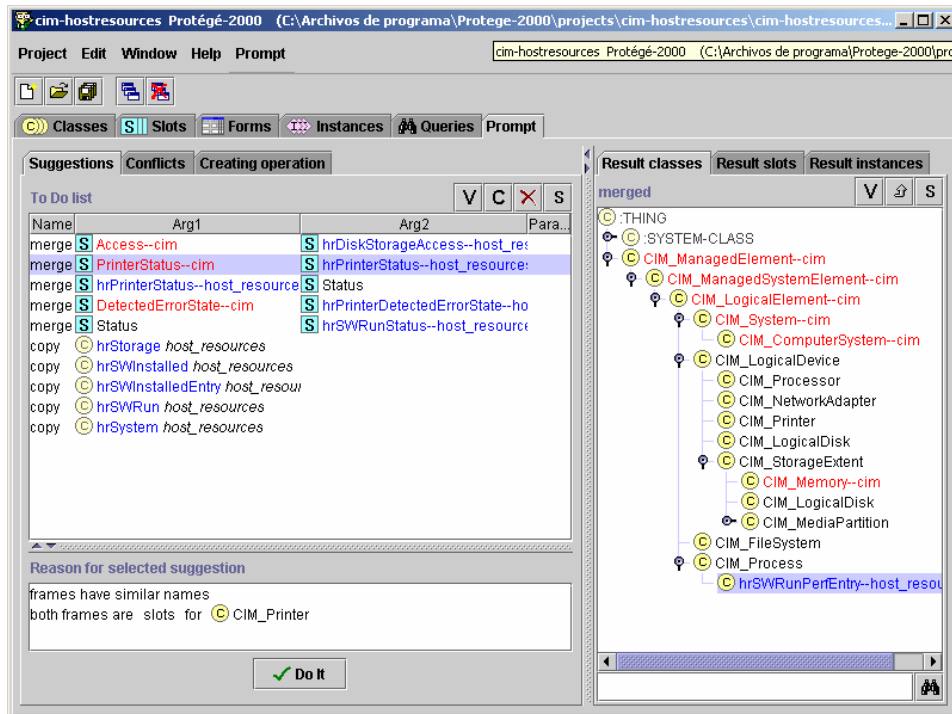 cim-hostresources Protégé-2000 (C:\Archivos de programa\Protege-2000\projects\cim-hostresources\cim-hostresources...
Project Edit Window Help Prompt
cim-hostresources Protégé-2000 (C:\Archivos de programa\Protege-2000\pro
Classes Slots Forms Instances Queries Prompt
Suggestions Conflicts Creating operation
To Do list V C S
Name Arg1 Arg2 Para...
merge S Access--cim S hrDiskStorageAccess--host_res
merge S PrinterStatus--cim S hrPrinterStatus--host_resource
merge S hrPrinterStatus--host_resource S Status
merge S DetectedErrorState--cim S hrPrinterDetectedErrorState--ho
merge S Status S hrSWRunStatus--host_resource
copy C hrStorage host_resources
copy C hrSWInstalled host_resources
copy C hrSWInstalledEntry host_resou
copy C hrSWRun host_resources
copy C hrSystem host_resources
Reason for selected suggestion
frames have similar names
both frames are slots for C CIM_Printer
Do It
Result classes Result slots Result instances
merged V S
C :THING
C :SYSTEM-CLASS
C CIM_ManagedElement--cim
C CIM_ManagedSystemElement--cim
C CIM_LogicalElement--cim
C CIM_System--cim
C CIM_ComputerSystem--cim
C CIM_LogicalDevice
C CIM_Processor
C CIM_NetworkAdapter
C CIM_Printer
C CIM_LogicalDisk
C CIM_StorageExtent
C CIM_Memory--cim
C CIM_LogicalDisk
C CIM_MediaPartition
C CIM_FileSystem
C CIM_Process
C hrSWRunPerfEntry--host_resou